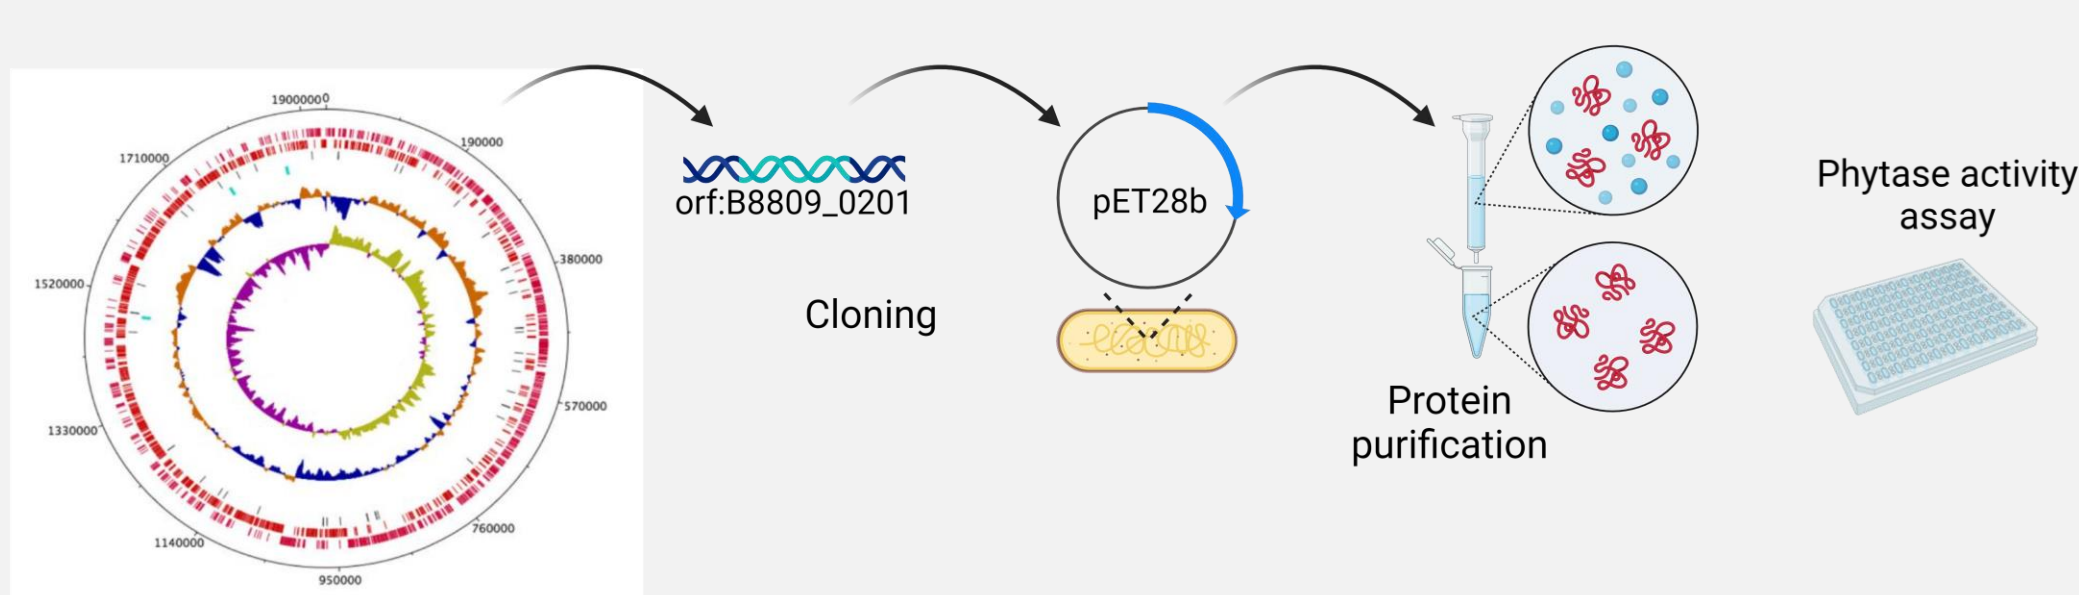 1900000
0
190000
380000
570000
760000
950000
1140000
1330000
1520000
1710000
orf:B8809_0201
Cloning
pET28b
Protein
purification
Phytase activity
assay